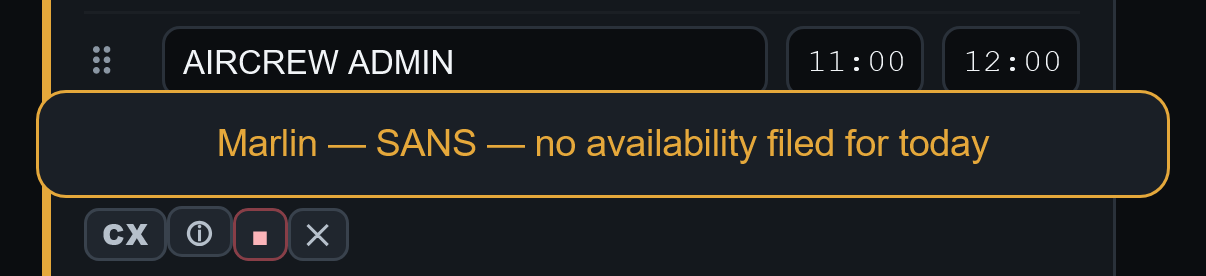 AIRCREW ADMIN 11:00 12:00
Marlin — SANS — no availability filed for today
CX